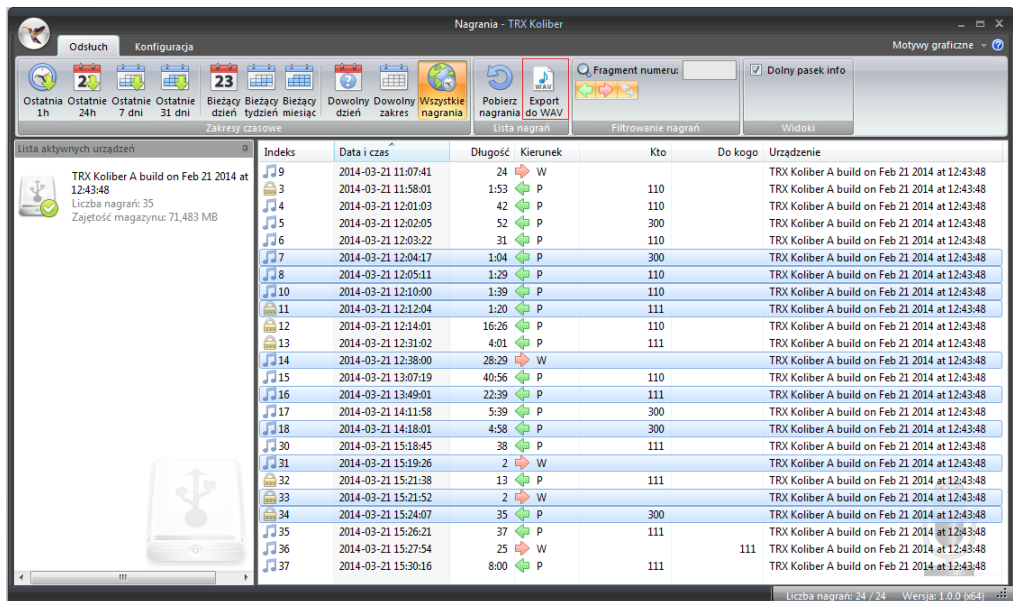 Nagrania - TRX Koliber
Odsłuch Konfiguracja Motywy graficzne
Ostatnia 1h Ostatnie 24h Ostatnie 7 dni Ostatnie 31 dni 23 Bieżący dzień Bieżący tydzień Bieżący miesiąc Dowolny dzień Dowolny zakres Wszystkie nagrania
Zakresy czasowe
Pobierz nagrania WAV Export do WAV
Lista nagrań
Fragment numeru:
Filtrowanie nagrań
Dolny pasek info
Widoki
Lista aktywnych urządzeń
TRX Koliber A build on Feb 21 2014 at
12:43:48
Liczba nagrań: 35
Zajętość magazynu: 71,483 MB
Indeks Data i czas Długość Kierunek Kto Do kogo Urządzenie
9 2014-03-21 11:07:41 24 W TRX Koliber A build on Feb 21 2014 at 12:43:48
3 2014-03-21 11:58:01 1:53 P 110 TRX Koliber A build on Feb 21 2014 at 12:43:48
4 2014-03-21 12:01:03 42 P 110 TRX Koliber A build on Feb 21 2014 at 12:43:48
5 2014-03-21 12:02:05 52 P 300 TRX Koliber A build on Feb 21 2014 at 12:43:48
6 2014-03-21 12:03:22 31 P 110 TRX Koliber A build on Feb 21 2014 at 12:43:48
7 2014-03-21 12:04:17 1:04 P 300 TRX Koliber A build on Feb 21 2014 at 12:43:48
8 2014-03-21 12:05:11 1:29 P 110 TRX Koliber A build on Feb 21 2014 at 12:43:48
10 2014-03-21 12:10:00 1:39 P 110 TRX Koliber A build on Feb 21 2014 at 12:43:48
11 2014-03-21 12:12:04 1:20 P 111 TRX Koliber A build on Feb 21 2014 at 12:43:48
12 2014-03-21 12:14:01 16:26 P 110 TRX Koliber A build on Feb 21 2014 at 12:43:48
13 2014-03-21 12:31:02 4:01 P 111 TRX Koliber A build on Feb 21 2014 at 12:43:48
14 2014-03-21 12:38:00 28:29 W TRX Koliber A build on Feb 21 2014 at 12:43:48
15 2014-03-21 13:07:19 40:56 P 110 TRX Koliber A build on Feb 21 2014 at 12:43:48
16 2014-03-21 13:49:01 22:39 P 111 TRX Koliber A build on Feb 21 2014 at 12:43:48
17 2014-03-21 14:11:58 5:39 P 300 TRX Koliber A build on Feb 21 2014 at 12:43:48
18 2014-03-21 14:18:01 4:58 P 300 TRX Koliber A build on Feb 21 2014 at 12:43:48
30 2014-03-21 15:18:45 38 P 111 TRX Koliber A build on Feb 21 2014 at 12:43:48
31 2014-03-21 15:19:26 2 W TRX Koliber A build on Feb 21 2014 at 12:43:48
32 2014-03-21 15:21:38 13 P 111 TRX Koliber A build on Feb 21 2014 at 12:43:48
33 2014-03-21 15:21:52 2 W TRX Koliber A build on Feb 21 2014 at 12:43:48
34 2014-03-21 15:24:07 35 P 300 TRX Koliber A build on Feb 21 2014 at 12:43:48
35 2014-03-21 15:26:21 37 P 111 TRX Koliber A build on Feb 21 2014 at 12:43:48
36 2014-03-21 15:27:54 25 W 111 TRX Koliber A build on Feb 21 2014 at 12:43:48
37 2014-03-21 15:30:16 8:00 P 111 TRX Koliber A build on Feb 21 2014 at 12:43:48
Liczba nagrań: 24 / 24 Wersja: 1.0.0 (x64)